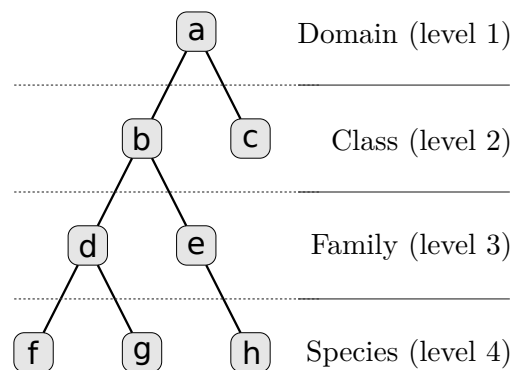 a Domain (level 1)
b c Class (level 2)
d e Family (level 3)
f g h Species (level 4)